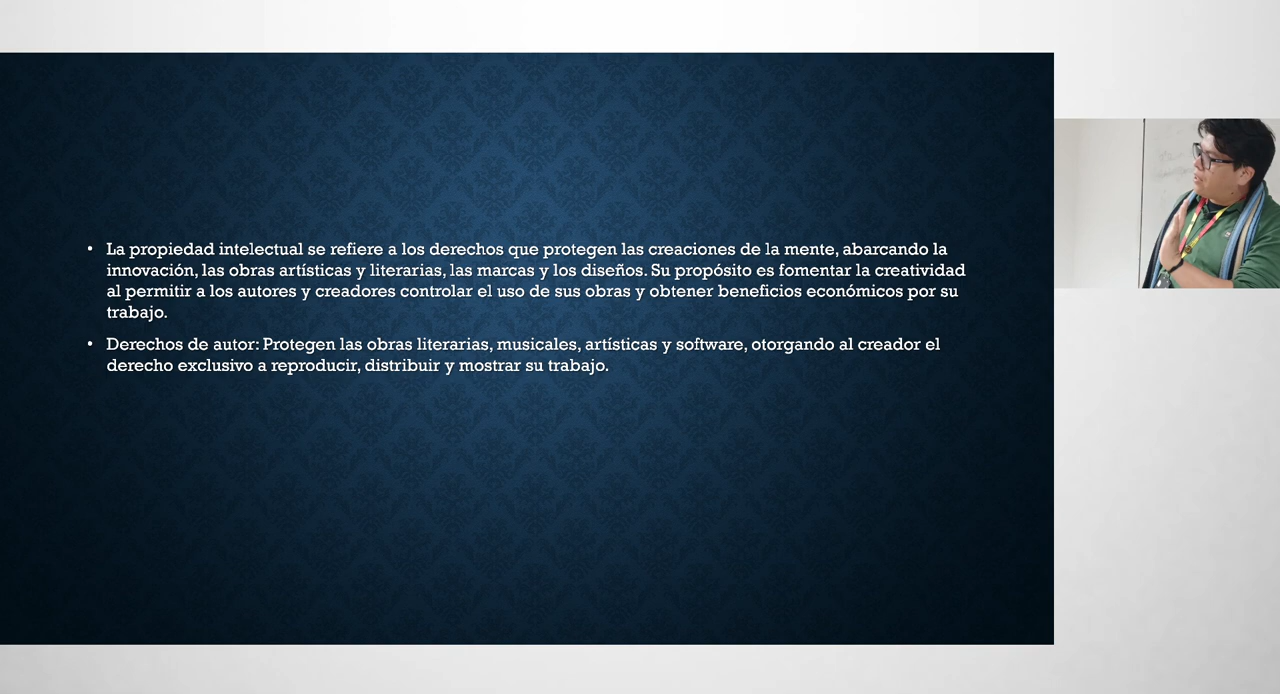 • La propiedad intelectual se refiere a los derechos que protegen las creaciones de la mente, abarcando la
innovación, las obras artísticas y literarias, las marcas y los diseños. Su propósito es fomentar la creatividad
al permitir a los autores y creadores controlar el uso de sus obras y obtener beneficios económicos por su
trabajo.
• Derechos de autor: Protegen las obras literarias, musicales, artísticas y software, otorgando al creador el
derecho exclusivo a reproducir, distribuir y mostrar su trabajo.